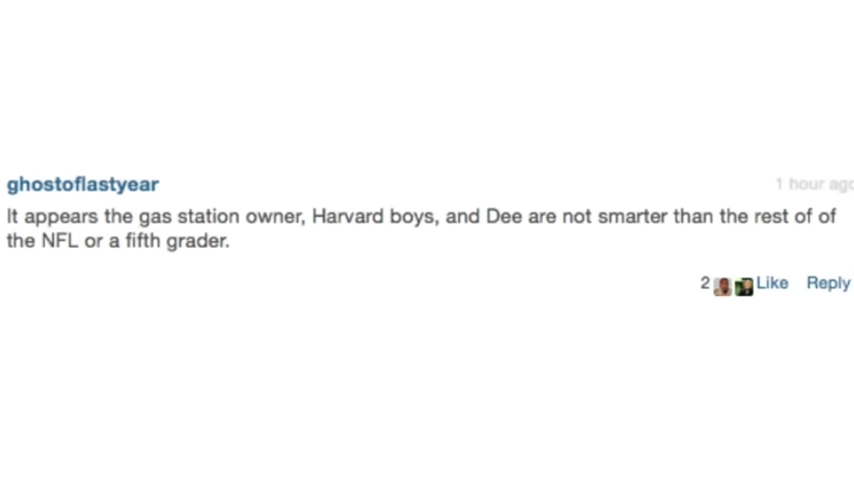 ghostoflastyear 1 hour ago
It appears the gas station owner, Harvard boys, and Dee are not smarter than the rest of of
the NFL or a fifth grader.
2 Like Reply